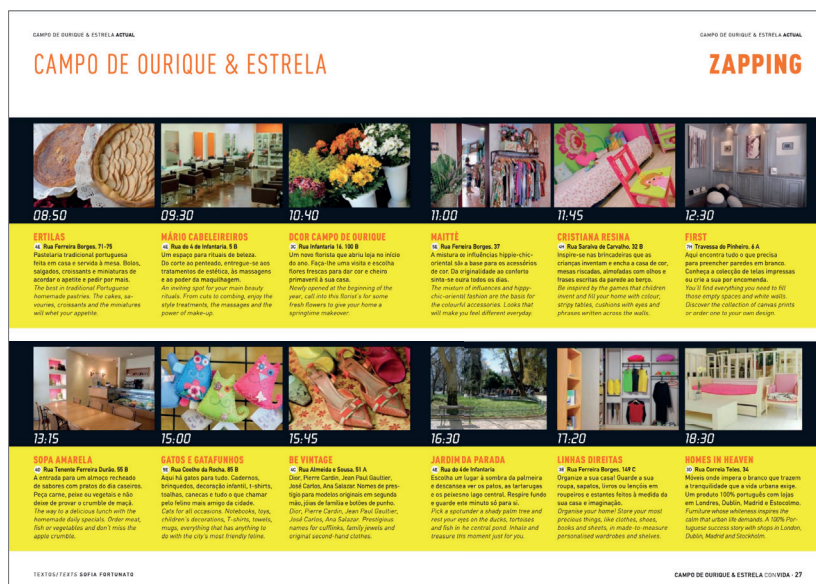 CAMPO DE OURIQUE & ESTRELA ACTUAL
CAMPO DE OURIQUE & ESTRELA ACTUAL
CAMPO DE OURIQUE & ESTRELA
ZAPPING
08:50
09:30
10:40
11:00
11:45
12:30
ERTILAS
4E Rua Ferreira Borges, 71-75
Pastelaria tradicional portuguesa
feita em casa e servida à mesa. Bolos,
salgados, croissants e miniaturas de
acordar o apetite e pedir por mais.
The best in traditional Portuguese
homemade pastries. The cakes, sa-
vouries, croissants and the miniatures
will whet your appetite.
MÁRIO CABELEIREIROS
Rua do 4 de Infantaria, 5 B
Um espaço para rituais de beleza.
Do corte ao penteado, entregue-se aos
tratamentos de estética, às massagens
e ao poder da maquilhagem.
An inviting spot for your main beauty
rituals. From cuts to combing, enjoy the
style treatments, the massages and the
power of make-up.
DCOR CAMPO DE OURIQUE
Rua Infantaria 16, 100 B
Um novo florista que abriu loja no início
do ano. Faça-lhe uma visita e escolha
flores frescas para dar cor e cheiro
primaveril à sua casa.
Newly opened at the beginning of the
year, call into this florist's for some
fresh flowers to give your home a
springtime makeover.
MAITTÊ
Rua Ferreira Borges, 37
A mistura de influências hippie-chic-
oriental são a base para os acessórios
de cor. Da originalidade ao conforto
sinta-se outra todos os dias.
The mixture of influences and hippy-
chic-orientil fashion are the basis for
the colourful accessories. Looks that
will make you feel different everyday.
CRISTIANA RESINA
Rua Saraiva de Carvalho, 32 B
Inspire-se nas brincadeiras que as
crianças inventam e encha a casa de cor,
mesas riscadas, almofadas com olhos e
frases escritas da parede ao berço.
Be inspired by the games that children
invent and fill your home with colour,
stripy tables, cushions with eyes and
phrases written across the walls.
FIRST
Travessa do Pinheiro, 6 A
Aqui encontra tudo o que precisa
para preencher paredes em branco.
Conheça a colecção de telas impressas
ou crie a sua por encomenda.
You'll find everything you need to fill
those empty spaces and white walls.
Discover the collection of canvas prints
or order one to your own design.
13:15
15:00
15:45
16:30
17:20
18:30
SOPA AMARELA
Rua Tenente Ferreira Durão, 55 B
A entrada para um almoço recheado
de sabores com pratos do dia caseiros.
Peça carne, peixe ou vegetais e não
deixe de provar o crumble de maçã.
The way to a delicious lunch with the
homemade daily specials. Order meat,
fish or vegetables and don't miss the
apple crumble.
GATOS E GATAFUNHOS
Rua Coelho da Rocha, 85 B
Aqui há gatos para tudo. Cadernos,
brinquedos, decoração infantil, t-shirts,
toalhas, canecas e tudo o que chamar
pelo felino mais amigo da cidade.
Cats for all occasions. Notebooks, toys,
children's decorations, T-shirts, towels,
mugs, everything that has anything to
do with the city's most friendly feline.
BE VINTAGE
Rua Almeida e Sousa, 51 A
Dior, Pierre Cardin, Jean Paul Gaultier,
José Carlos, Ana Salazar. Nomes de pres-
tígio para modelos originais em segunda
mão, jóias de família e botões de punho.
Dior, Pierre Cardin, Jean Paul Gaultier,
José Carlos, Ana Salazar. Prestigious
names for cufflinks, family jewels and
original second-hand clothes.
JARDIM DA PARADA
Rua do 4 de Infantaria
Escolha um lugar à sombra da palmeira
e descanse a ver os patos, as tartarugas
e os peixes no lago central. Respire fundo
e guarde este minuto só para si.
Pick a spot under a shady palm tree and
rest your eyes on the ducks, tortoises
and fish in he central pond. Inhale and
treasure this moment just for you.
LINHAS DIREITAS
Rua Ferreira Borges, 149 C
Organize a sua casa! Guarde a sua
roupa, sapatos, livros ou lençóis em
roupeiros e estantes feitos à medida da
sua casa e imaginação.
Organise your home! Store your most
precious things, like clothes, shoes,
books and sheets, in made-to-measure
personalised wardrobes and shelves.
HOMES IN HEAVEN
Rua Correia Teles, 34
Móveis onde impera o branco que trazem
a tranquilidade que a vida urbana exige.
Um produto 100% português com lojas
em Londres, Dublin, Madrid e Estocolmo.
Furniture whose whiteness inspires the
calm that urban life demands. A 100% Por-
tuguese success story with shops in London,
Dublin, Madrid and Stockholm.
TEXTOS/TEXTS SOFIA FORTUNATO
CAMPO DE OURIQUE & ESTRELA CONVIDA · 27